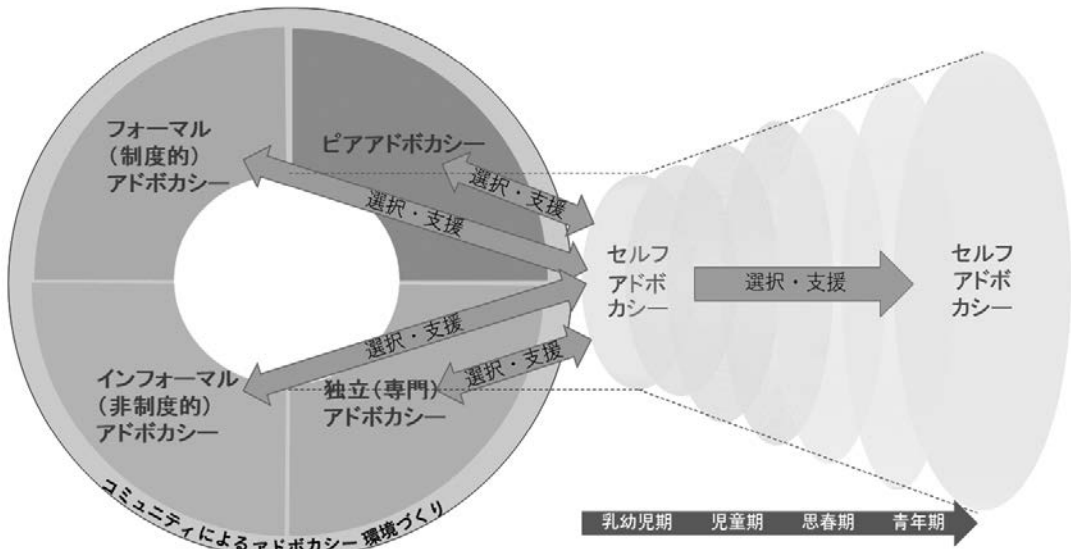 フォーマル
（制度的）
アドボカシー
ピアアドボカシー
選択・支援
選択・支援
セルフ
アドボ
カシー
選択・支援
セルフ
アドボ
カシー
選択・支援
選択・支援
インフォーマル
（非制度的）
アドボカシー
独立（専門）
アドボカシー
コミュニティによるアドボカシー環境づくり
乳幼児期 児童期 思春期 青年期